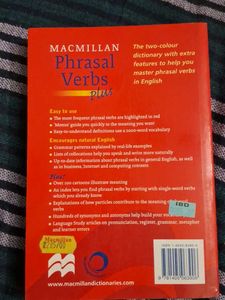 MACMILLAN
Phrasal
Verbs
plus
The two-colour
dictionary with extra
features to help you
master phrasal verbs
in English
Easy to use
The most frequent phrasal verbs are highlighted in red
'Menus' guide you quickly to the meaning you want
Easy-to-understand definitions use a 2000-word vocabulary
Encourages natural English
Grammar patterns explained by real-life examples
Lists of collocations help you speak and write more naturally
Up-to-date information about phrasal verbs in general English, as well
as in business, Internet and computing contexts
Plus!
Over 100 cartoons illustrate meaning
An index lets you find phrasal verbs by starting with single-word verbs
which you already know
Explanations of how particles contribute to the meaning
verbs
Hundreds of synonyms and antonyms help build your
Language Study articles on pronunciation, register, grammar, metaphor
and learner errors
180
Macmillan
MACMILLAN
www.macmillandictionaries.com